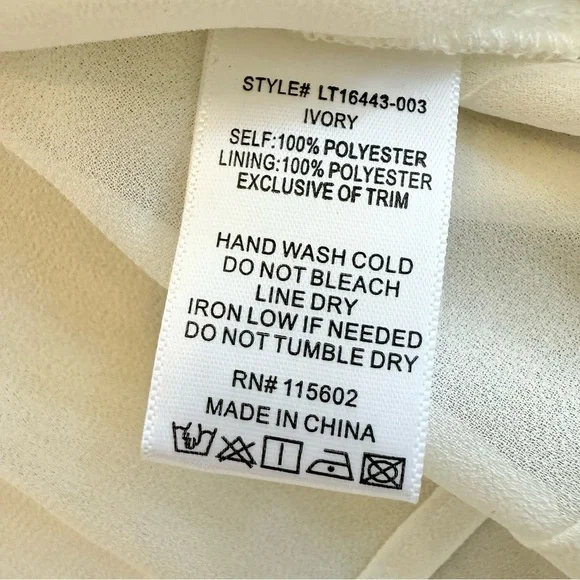 STYLE# LT16443-003
IVORY
SELF:100% POLYESTER
LINING:100% POLYESTER
EXCLUSIVE OF TRIM
HAND WASH COLD
DO NOT BLEACH
LINE DRY
IRON LOW IF NEEDED
DO NOT TUMBLE DRY
RN# 115602
MADE IN CHINA